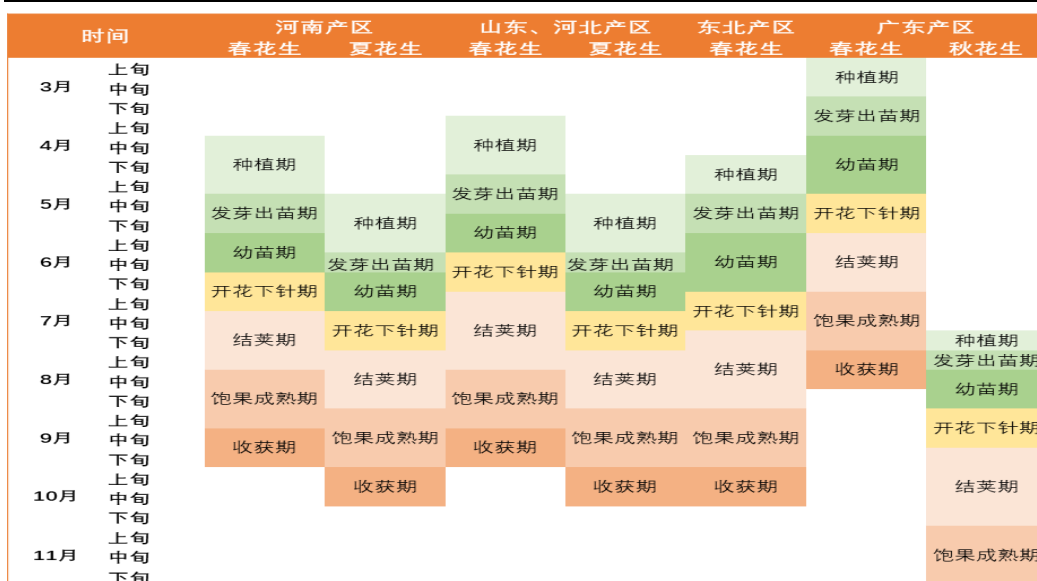 时间 河南产区 山东、河北产区 东北产区 广东产区
春花生 夏花生 春花生 夏花生 春花生 春花生 秋花生
上旬
3月 中旬 种植期
下旬
发芽出苗期
上旬
4月 中旬 种植期
下旬 种植期 幼苗期
种植期
上旬
发芽出苗期
5月 中旬 发芽出苗期 发芽出苗期 开花下针期
种植期 种植期
下旬 幼苗期
上旬
幼苗期
6月 中旬 发芽出苗期 发芽出苗期 幼苗期 结荚期
开花下针期
下旬 开花下针期 幼苗期 幼苗期
上旬
开花下针期
7月 中旬 饱果成熟期
开花下针期 结荚期 开花下针期
下旬 结荚期 种植期
上旬 发芽出苗期
结荚期 收获期
8月 中旬 结荚期 结荚期
幼苗期
下旬 饱果成熟期 饱果成熟期
上旬
开花下针期
9月 中旬 饱果成熟期 饱果成熟期 饱果成熟期
收获期 收获期
下旬
上旬
收获期 收获期 收获期 结荚期
10月 中旬
下旬
上旬
11月 中旬 饱果成熟期
下旬